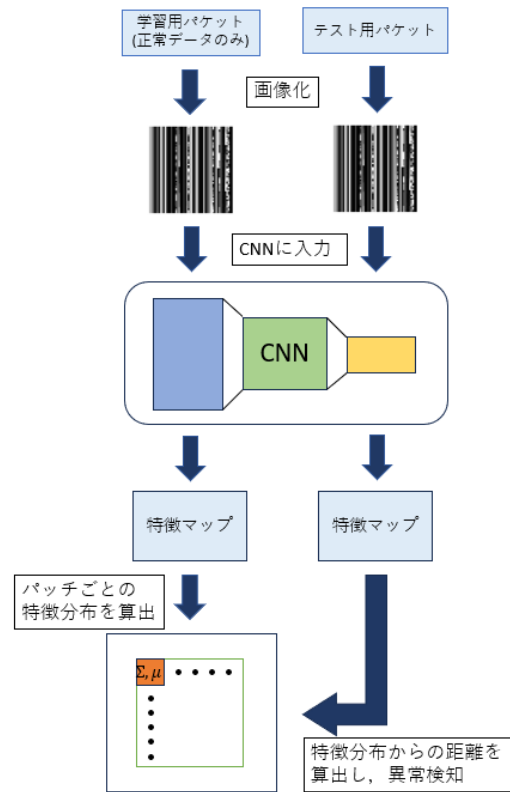 学習用パケット
(正常データのみ)
テスト用パケット
画像化
CNNに入力
CNN
特徴マップ
特徴マップ
パッチごとの
特徴分布を算出
Σ, μ
特徴分布からの距離を
算出し，異常検知